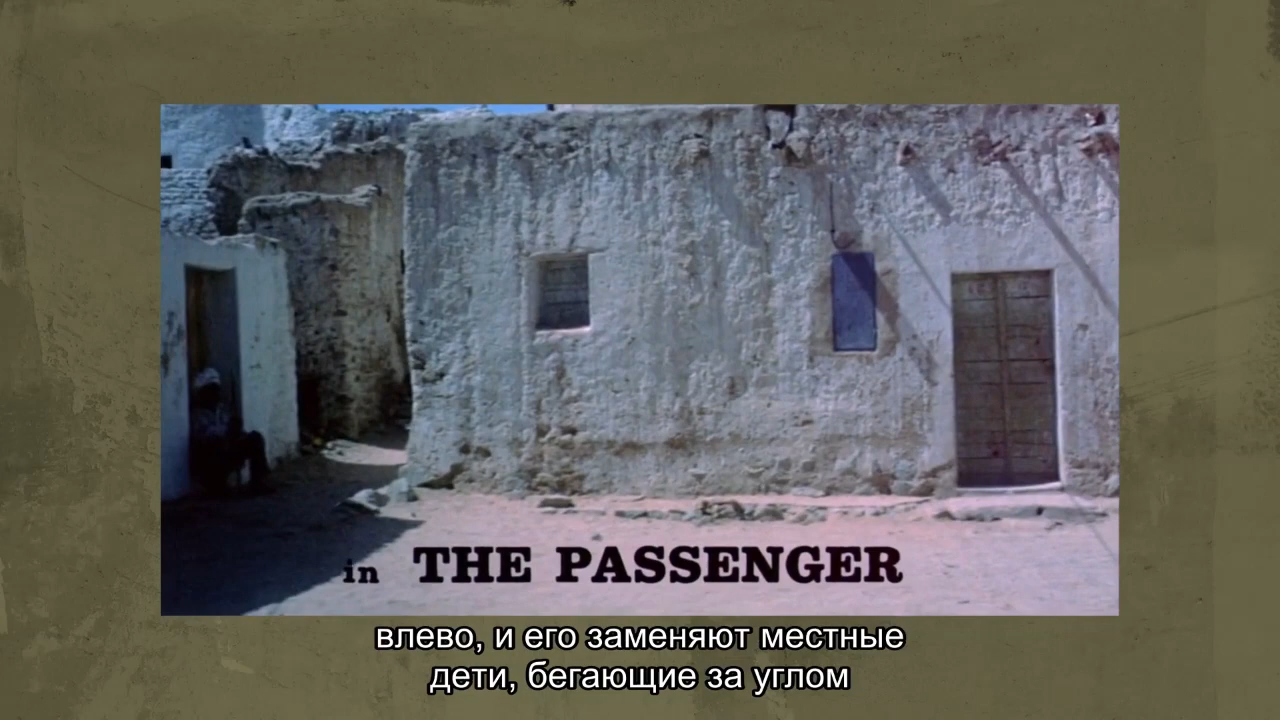 in THE PASSENGER
влево, и его заменяют местные
дети, бегающие за углом